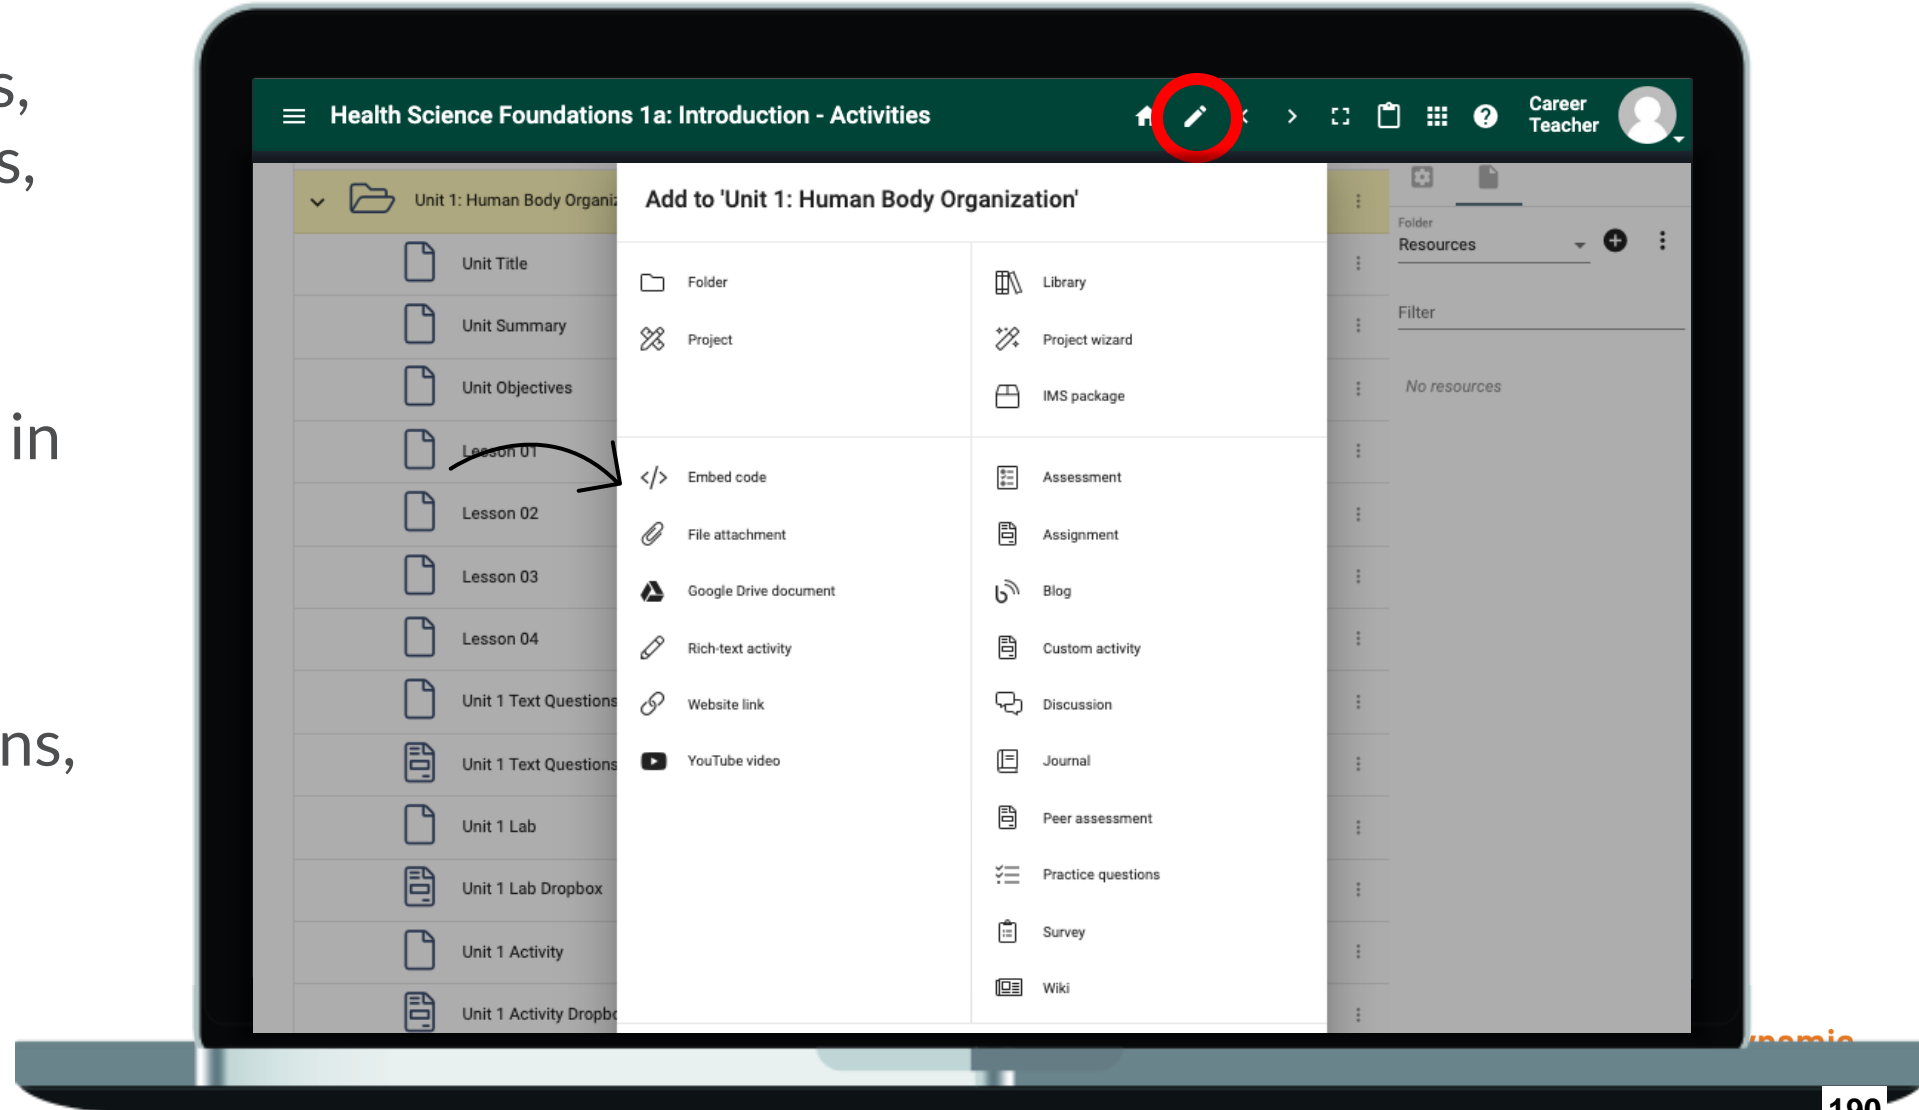 s,
s,
in
ns,
Health Science Foundations 1a: Introduction - Activities
Career
Teacher
Unit 1: Human Body Organiz
Unit Title
Unit Summary
Unit Objectives
Lesson 01
Lesson 02
Lesson 03
Lesson 04
Unit 1 Text Questions
Unit 1 Text Questions
Unit 1 Lab
Unit 1 Lab Dropbox
Unit 1 Activity
Unit 1 Activity Dropbo
Add to 'Unit 1: Human Body Organization'
Folder
Project
Library
Project wizard
IMS package
Embed code
File attachment
Google Drive document
Rich-text activity
Website link
YouTube video
Assessment
Assignment
Blog
Custom activity
Discussion
Journal
Peer assessment
Practice questions
Survey
Wiki
Folder
Resources
Filter
No resources
190